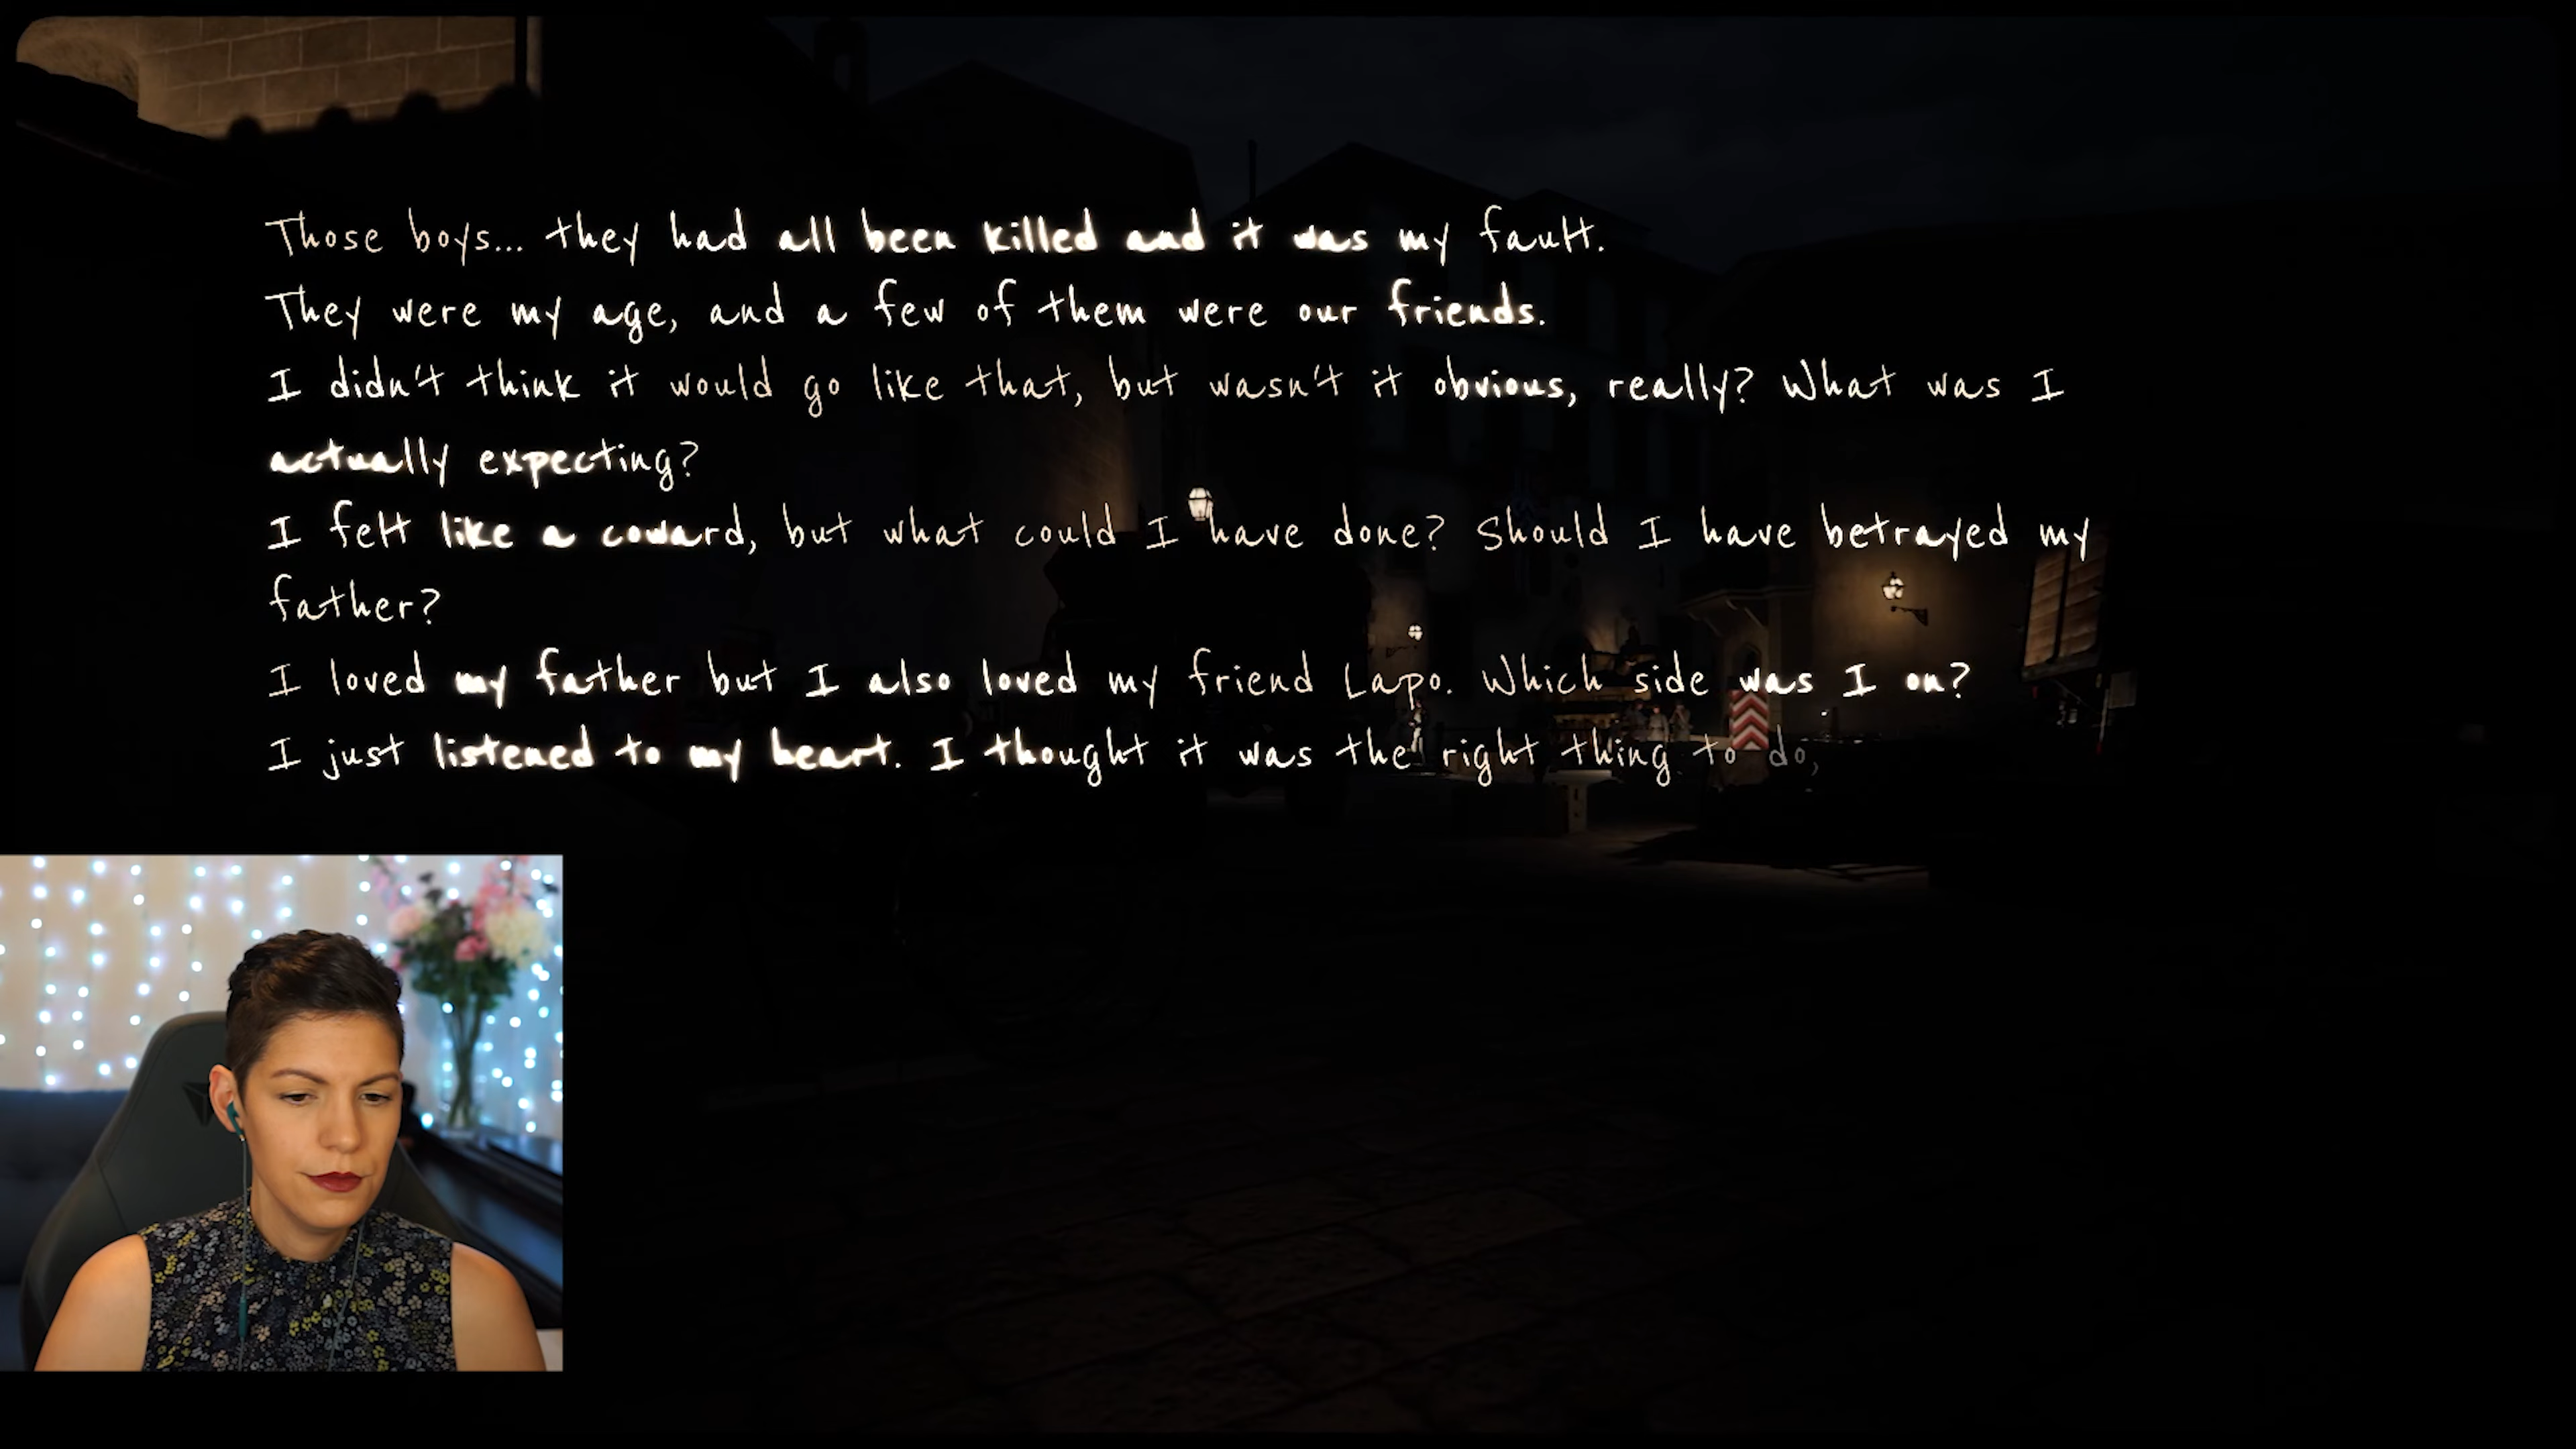 Those boys... they had all been killed and it was my fault.
They were my age, and a few of them were our friends.
I didn't think it would go like that, but wasn't it obvious, really? What was I
actually expecting?
I felt like a coward, but what could I have done? Should I have betrayed my
father?
I loved my father but I also loved my friend Lapo. Which side was I on?
I just listened to my heart. I thought it was the right thing to do,